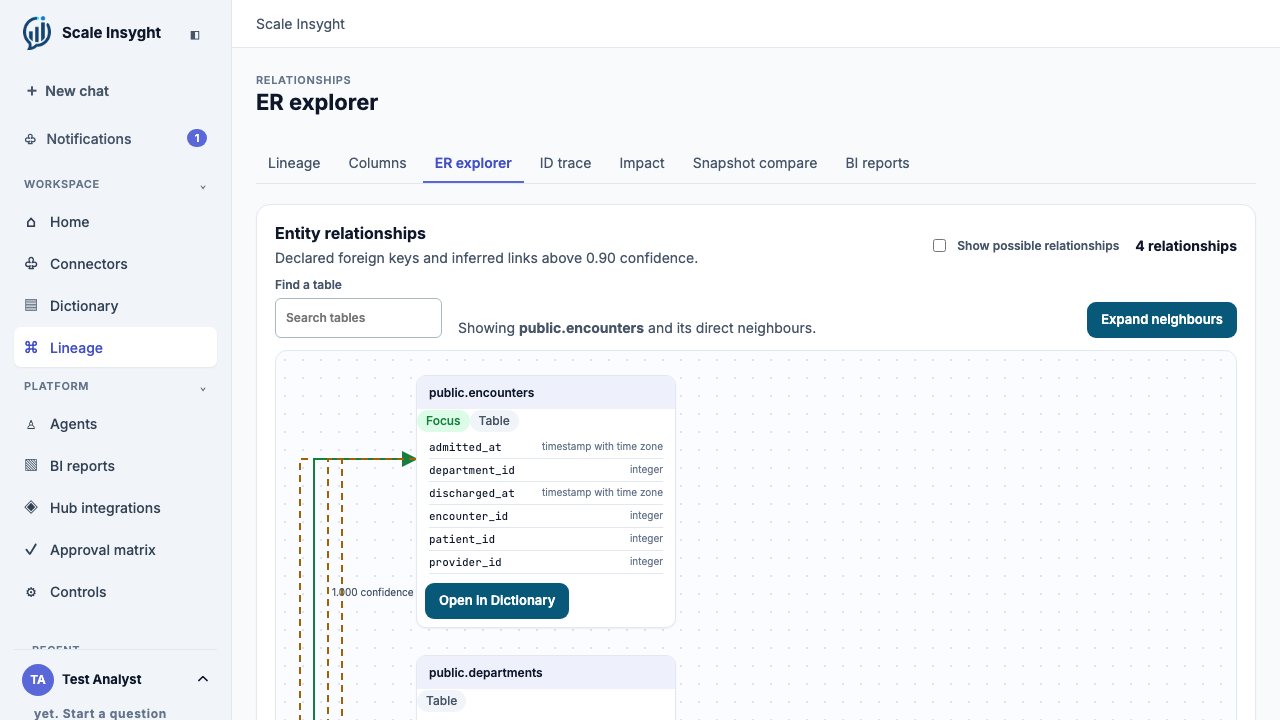 Scale Insyght
+ New chat
Notifications 1
WORKSPACE
Home
Connectors
Dictionary
Lineage
PLATFORM
Agents
BI reports
Hub integrations
Approval matrix
Controls
RECENT
TA Test Analyst
yet. Start a question
Scale Insyght
RELATIONSHIPS
ER explorer
Lineage Columns ER explorer ID trace Impact Snapshot compare BI reports
Entity relationships
Declared foreign keys and inferred links above 0.90 confidence.
Show possible relationships 4 relationships
Find a table
Search tables
Showing public.encounters and its direct neighbours.
Expand neighbours
public.encounters
Focus Table
admitted_at timestamp with time zone
department_id integer
discharged_at timestamp with time zone
encounter_id integer
patient_id integer
provider_id integer
1.000 confidence
Open in Dictionary
public.departments
Table